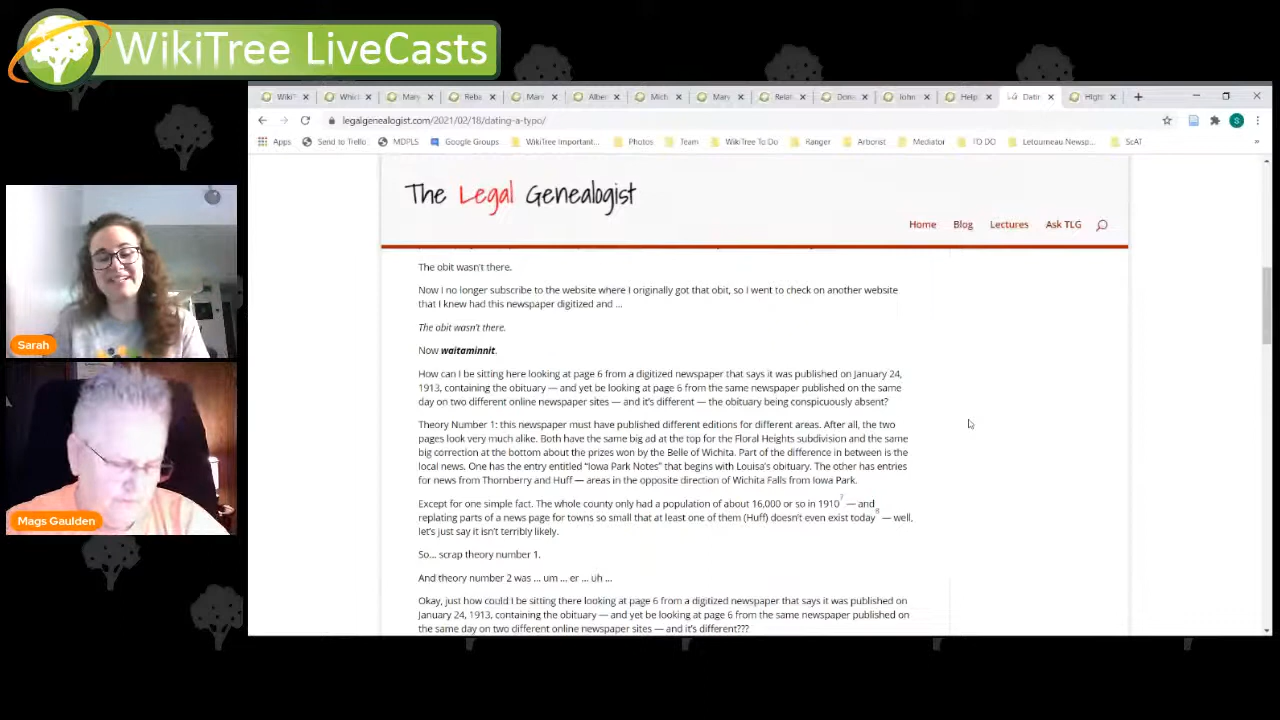 WikiTree LiveCasts
WikiT
Whic
Mary
Reba
Mari
Alber
Mich
Mary
Relat
Done
John
Help
Datir
High
legalgenealogist.com/2021/02/18/dating-a-typo/
Apps
Send to Trello
MDPLS
Google Groups
WikiTree Important...
Photos
Team
WikiTree To Do
Ranger
Arborist
Mediator
TO DO
Letourneau Newsp...
ScAT
»
The Legal Genealogist
Home Blog Lectures Ask TLG
The obit wasn't there.
Now I no longer subscribe to the website where I originally got that obit, so I went to check on another website
that I knew had this newspaper digitized and ...
The obit wasn't there.
Now waitaminnit.
How can I be sitting here looking at page 6 from a digitized newspaper that says it was published on January 24,
1913, containing the obituary — and yet be looking at page 6 from the same newspaper published on the same
day on two different online newspaper sites — and it's different — the obituary being conspicuously absent?
Theory Number 1: this newspaper must have published different editions for different areas. After all, the two
pages look very much alike. Both have the same big ad at the top for the Floral Heights subdivision and the same
big correction at the bottom about the prizes won by the Belle of Wichita. Part of the difference in between is the
local news. One has the entry entitled “Iowa Park Notes” that begins with Louisa's obituary. The other has entries
for news from Thornberry and Huff — areas in the opposite direction of Wichita Falls from Iowa Park.
Except for one simple fact. The whole county only had a population of about 16,000 or so in 1910 7 — and
replating parts of a news page for towns so small that at least one of them (Huff) doesn't even exist today — well,
let's just say it isn't terribly likely.
So... scrap theory number 1.
And theory number 2 was ... um ... er ... uh ...
Okay, just how could I be sitting there looking at page 6 from a digitized newspaper that says it was published on
January 24, 1913, containing the obituary — and yet be looking at page 6 from the same newspaper published on
the same day on two different online newspaper sites — and it's different???
Sarah
Mags Gaulden